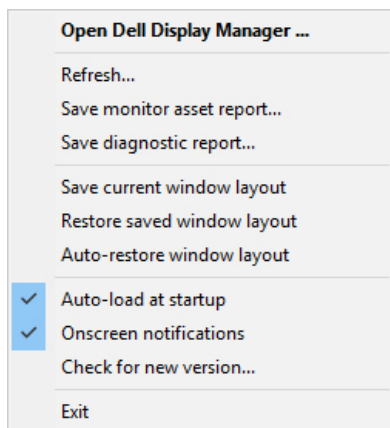 Open Dell Display Manager ...
Refresh...
Save monitor asset report...
Save diagnostic report...
Save current window layout
Restore saved window layout
Auto-restore window layout
Auto-load at startup
Onscreen notifications
Check for new version...
Exit